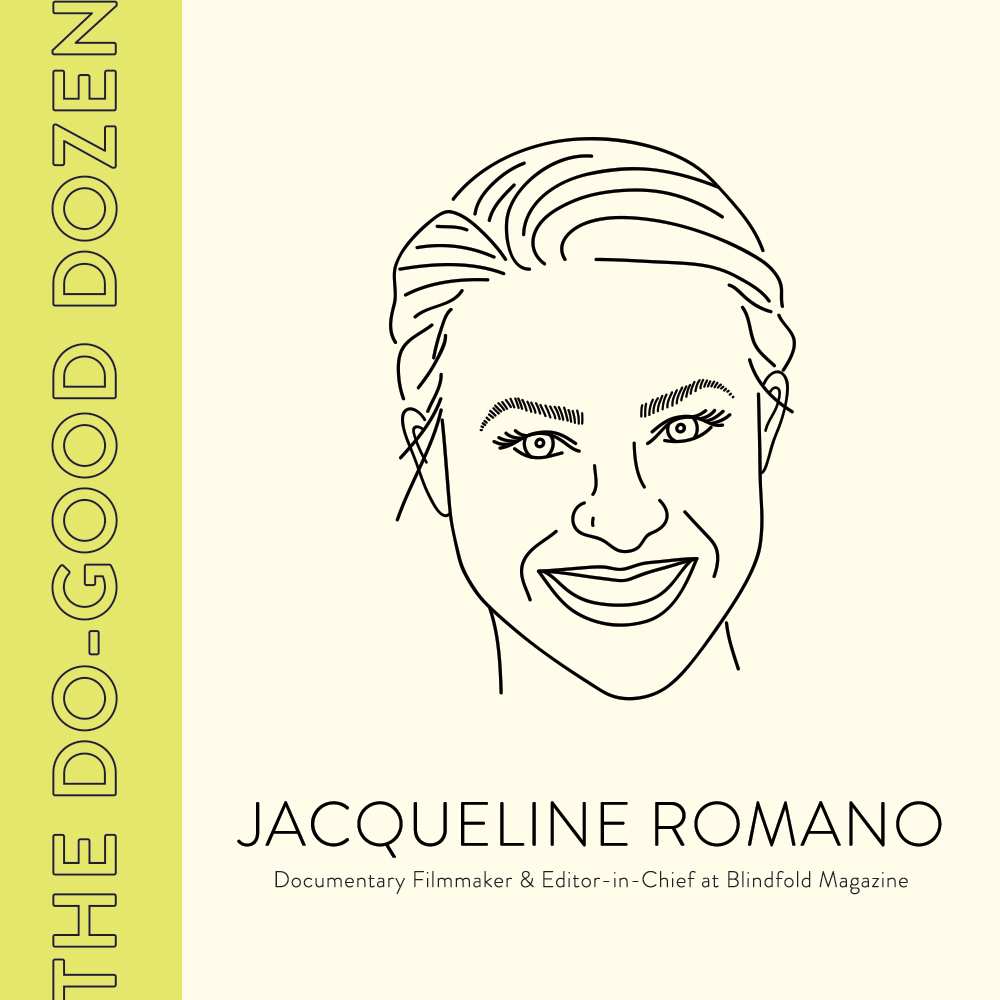 THE DO-GOOD DOZEN
JACQUELINE ROMANO
Documentary Filmmaker & Editor-in-Chief at Blindfold Magazine